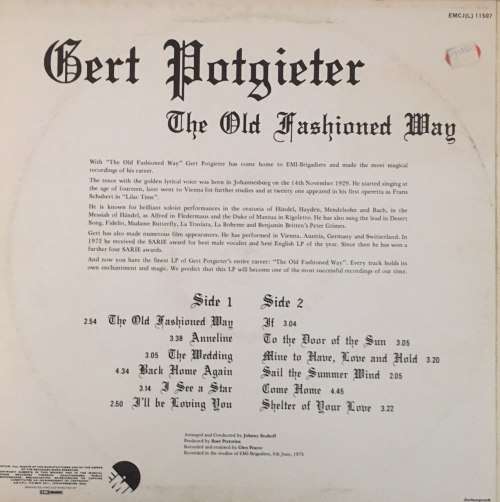 EMCJ(L) 11507
Gert Potgieter
The Old Fashioned Way
With "The Old Fashioned Way" Gert Potgieter has come home to EMI-Brigadiers and made the most magical
recordings of his career.
The tenor with the golden lyrical voice was born in Johannesburg on the 14th November 1929. He started singing at
the age of fourteen, later went to Vienna for further studies and at twenty one appeared in his first operetta as Franz
Schubert in "Lilac Time".
He is known for brilliant soloist performances in the oratoria of Händel, Hayden, Mendelssohn and Bach, in the
Messiah of Händel, as Alfred in Fledermaus and the Duke of Mantua in Rigoletto. He has also sung the lead in Desert
Song, Fidelio, Madame Butterfly, La Traviata, La Boheme and Benjamin Britten's Peter Grimes.
Gert has also made numerous film appearances. He has performed in Vienna, Austria, Germany and Switzerland. In
1972 he received the SARIE award for best male vocalist and best English LP of the year. Since then he has won a
further four SARIE awards.
And now you have the finest LP of Gert Potgieter's entire career: "The Old Fashioned Way". Every track holds its
own enchantment and magic. We predict that this LP will become one of the most successful recordings of our time.
Side 1
2.54 The Old Fashioned Way
3.38 Anneline
3.05 The Wedding
4.34 Back Home Again
3.14 I See a Star
2.50 I'll be Loving You
Side 2
If 3.04
To the Door of the Sun 3.05
Mine to Have, Love and Hold 3.20
Sail the Summer Wind 2.05
Come Home 4.45
Shelter of Your Love 3.22
Arranged and Conducted by
Produced by
Recorded and remixed by Glen Pearce
Recorded in the studios of EMI-Brigadiers, June, 1975
EMI